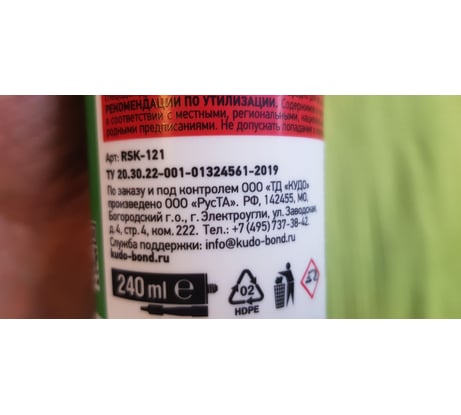 РЕКОМЕНДАЦИИ ПО УТИЛИЗАЦИИ. Содержимое
в соответствии с местными, региональными, наци
родными предписаниями. Не допускать попадания
Арт: RSK-121
ТУ 20.30.22-001-01324561-2019
По заказу и под контролем ООО «ТД «КУДО»
произведено ООО «РусТА». РФ, 142455, МО,
Богородский г.о., г. Электроугли, ул. Заводская,
д. 4, стр. 4, ком. 222. Тел.: +7 (495) 737-38-42.
Служба поддержки: info@kudo-bond.ru
kudo-bond.ru
240 ml e
02
HDPE